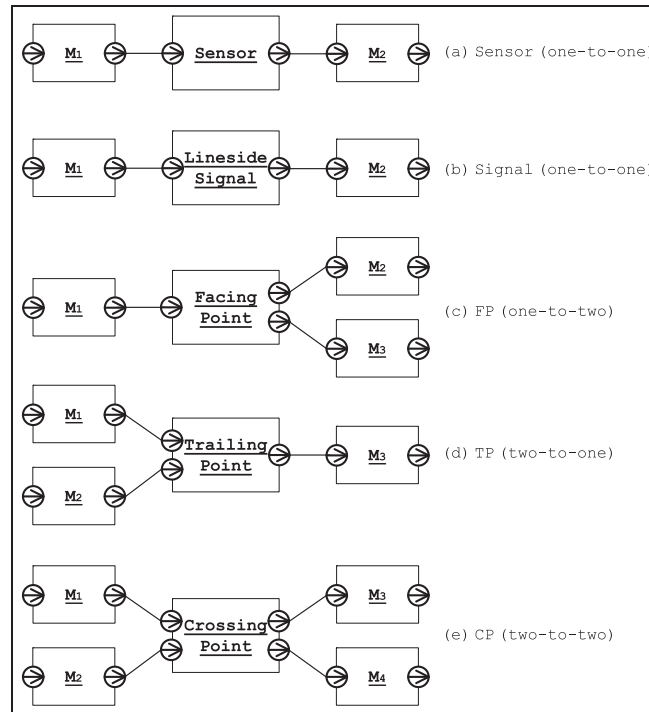 M1 Sensor M2 (a) Sensor (one-to-one)
M1 Lineside Signal M2 (b) Signal (one-to-one)
M1 Facing Point M2 M3 (c) FP (one-to-two)
M1 M2 Trailing Point M3 (d) TP (two-to-one)
M1 M2 Crossing Point M3 M4 (e) CP (two-to-two)